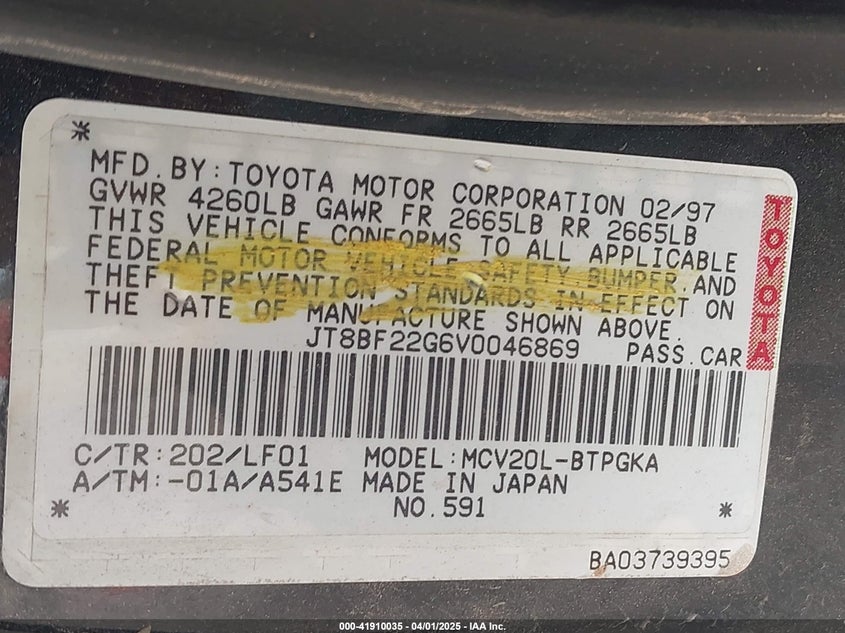 MFD. BY: TOYOTA MOTOR CORPORATION 02/97
GVWR 4260LB GAWR FR 2665LB RR 2665LB
THIS VEHICLE CONFORMS TO ALL APPLICABLE
FEDERAL MOTOR VEHICLE SAFETY, BUMPER, AND
THEFT PREVENTION STANDARDS IN EFFECT ON
THE DATE OF MANUFACTURE SHOWN ABOVE.
JT8BF22G6V0046869 PASS. CAR
TOYOTA
C/TR: 202/LF01 MODEL: MCV20L-BTPGKA
A/TM: -01A/A541E MADE IN JAPAN
NO. 591
BA03739395
000-41910035 - 04/01/2025 - IAA Inc.